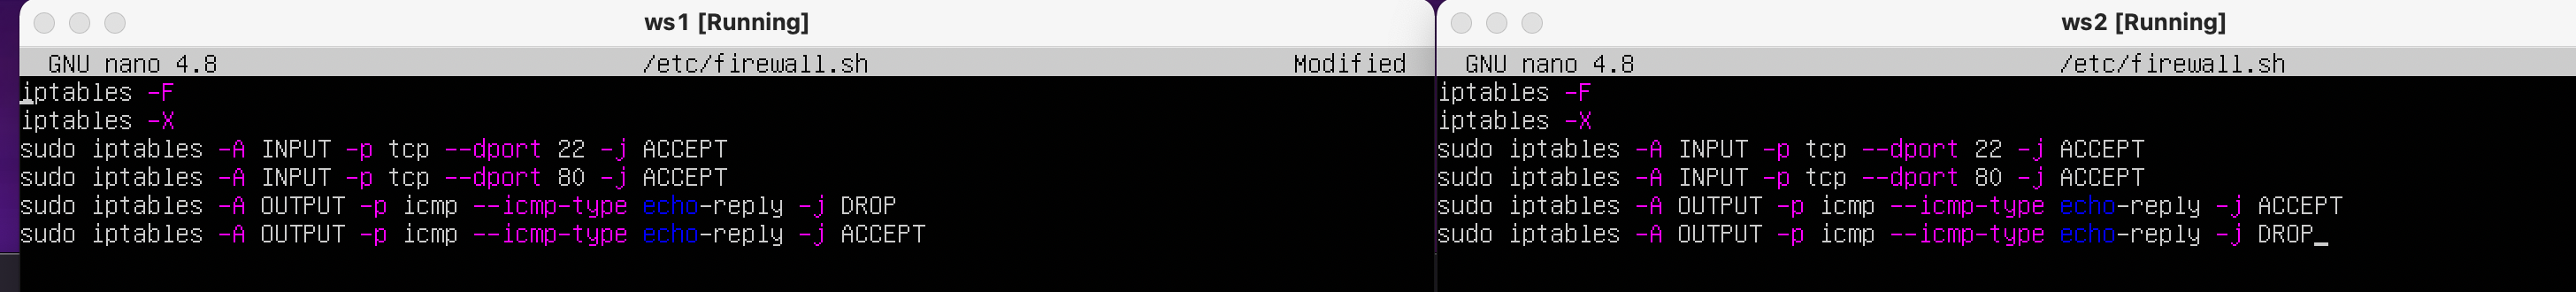 ws1 [Running]
GNU nano 4.8 /etc/firewall.sh Modified
iptables -F
iptables -X
sudo iptables -A INPUT -p tcp --dport 22 -j ACCEPT
sudo iptables -A INPUT -p tcp --dport 80 -j ACCEPT
sudo iptables -A OUTPUT -p icmp --icmp-type echo-reply -j DROP
sudo iptables -A OUTPUT -p icmp --icmp-type echo-reply -j ACCEPT
ws2 [Running]
GNU nano 4.8 /etc/firewall.sh
iptables -F
iptables -X
sudo iptables -A INPUT -p tcp --dport 22 -j ACCEPT
sudo iptables -A INPUT -p tcp --dport 80 -j ACCEPT
sudo iptables -A OUTPUT -p icmp --icmp-type echo-reply -j ACCEPT
sudo iptables -A OUTPUT -p icmp --icmp-type echo-reply -j DROP